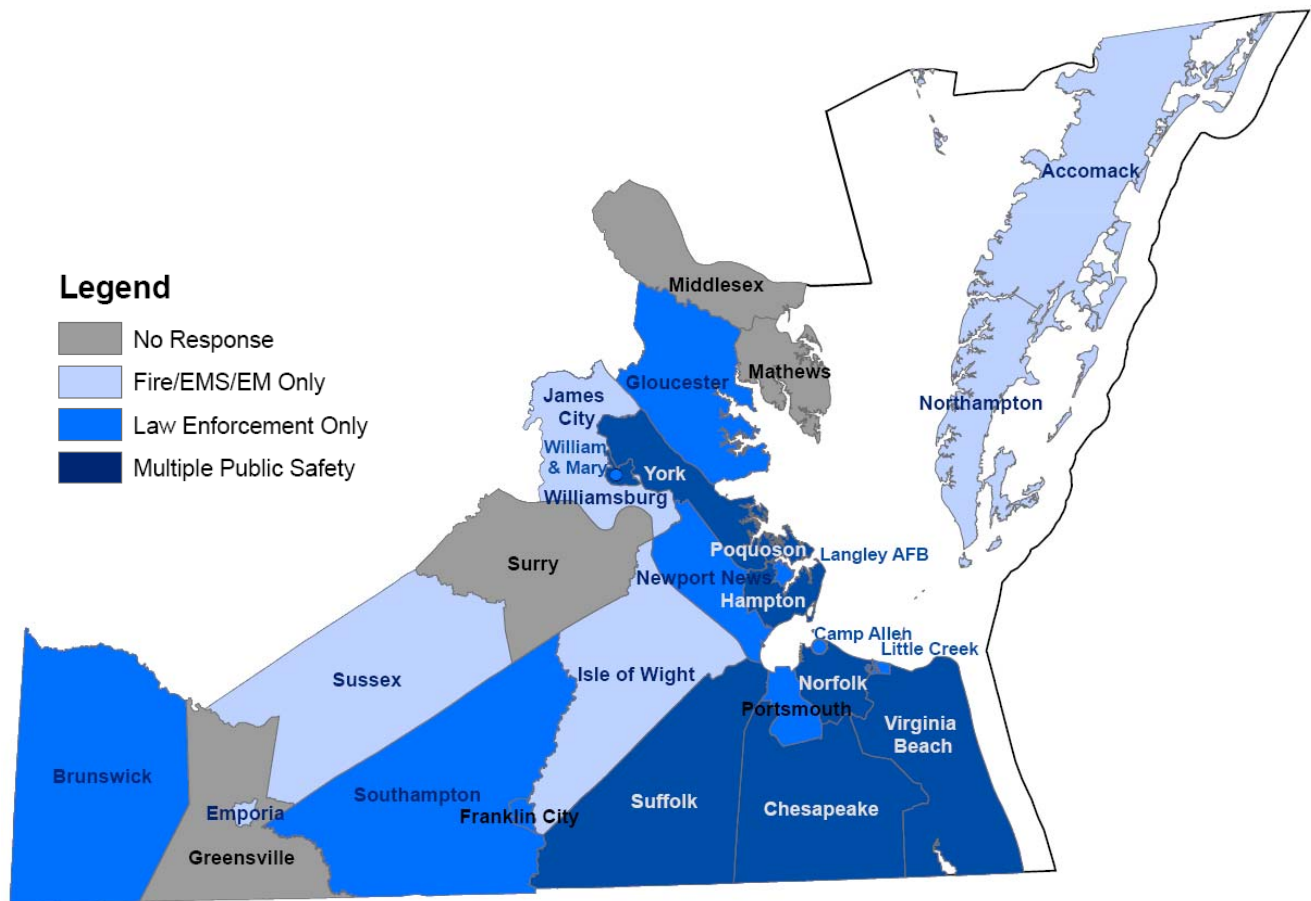 Legend
No Response
Fire/EMS/EM Only
Law Enforcement Only
Multiple Public Safety
Accomack
Northampton
Middlesex
Mathews
Gloucester
James
City
William
& Mary
York
Williamsburg
Poquoson
Langley AFB
Newport News
Hampton
Surry
Camp Allen
Little Creek
Isle of Wight
Norfolk
Sussex
Portsmouth
Virginia
Beach
Brunswick
Southampton
Suffolk
Chesapeake
Emporia
Franklin City
Greensville